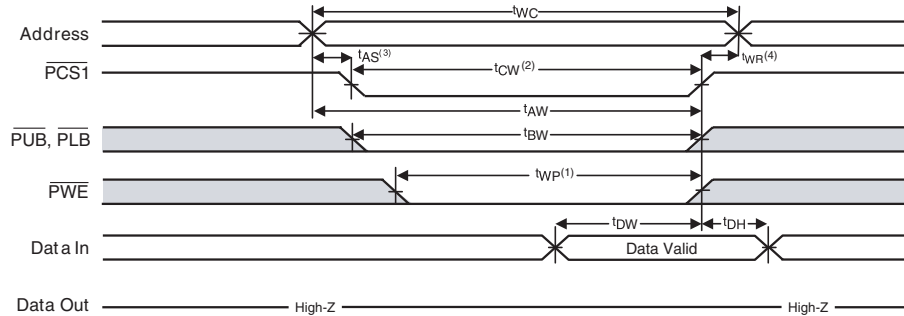 tWC
Address
tAS(3)
tCW(2)
tWR(4)
PCS1
tAW
PUB, PLB
tBW
PWE
tWP(1)
tDW
tDH
Data In
Data Valid
Data Out
High-Z
High-Z